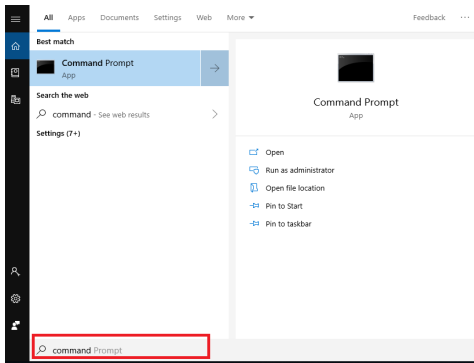 All Apps Documents Settings Web More Feedback ...
Best match
Command Prompt
App
Search the web
command - See web results
Settings (7+)
Command Prompt
App
Open
Run as administrator
Open file location
Pin to Start
Pin to taskbar
command Prompt